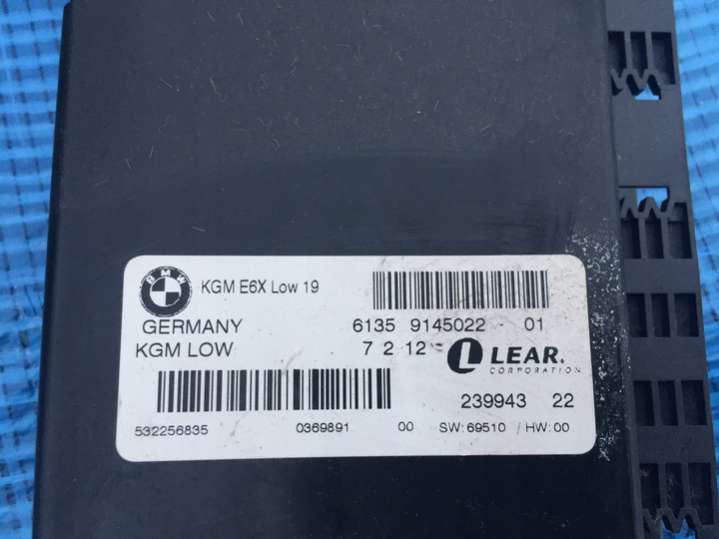 BMW
KGM E6X Low 19
GERMANY 6135 9145022 - 01
KGM LOW 7 2 12 - LEAR.
CORPORATION
239943 22
532256835 0369891 00 SW: 69510 / HW: 00